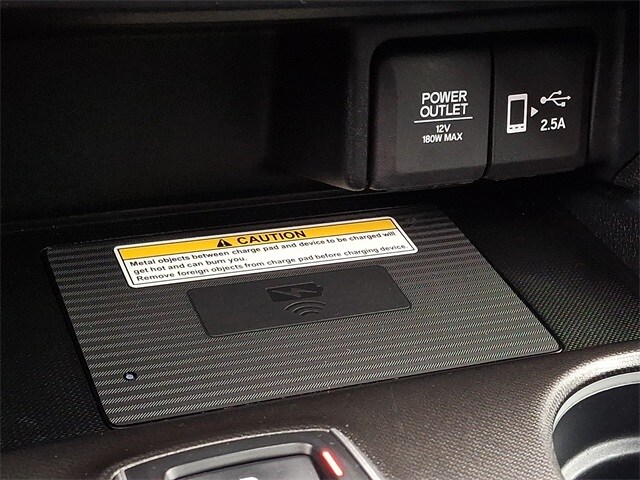 POWER
OUTLET
12V
180W MAX
2.5A
CAUTION
Metal objects between charge pad and device to be charged will
get hot and can burn you.
Remove foreign objects from charge pad before charging device.